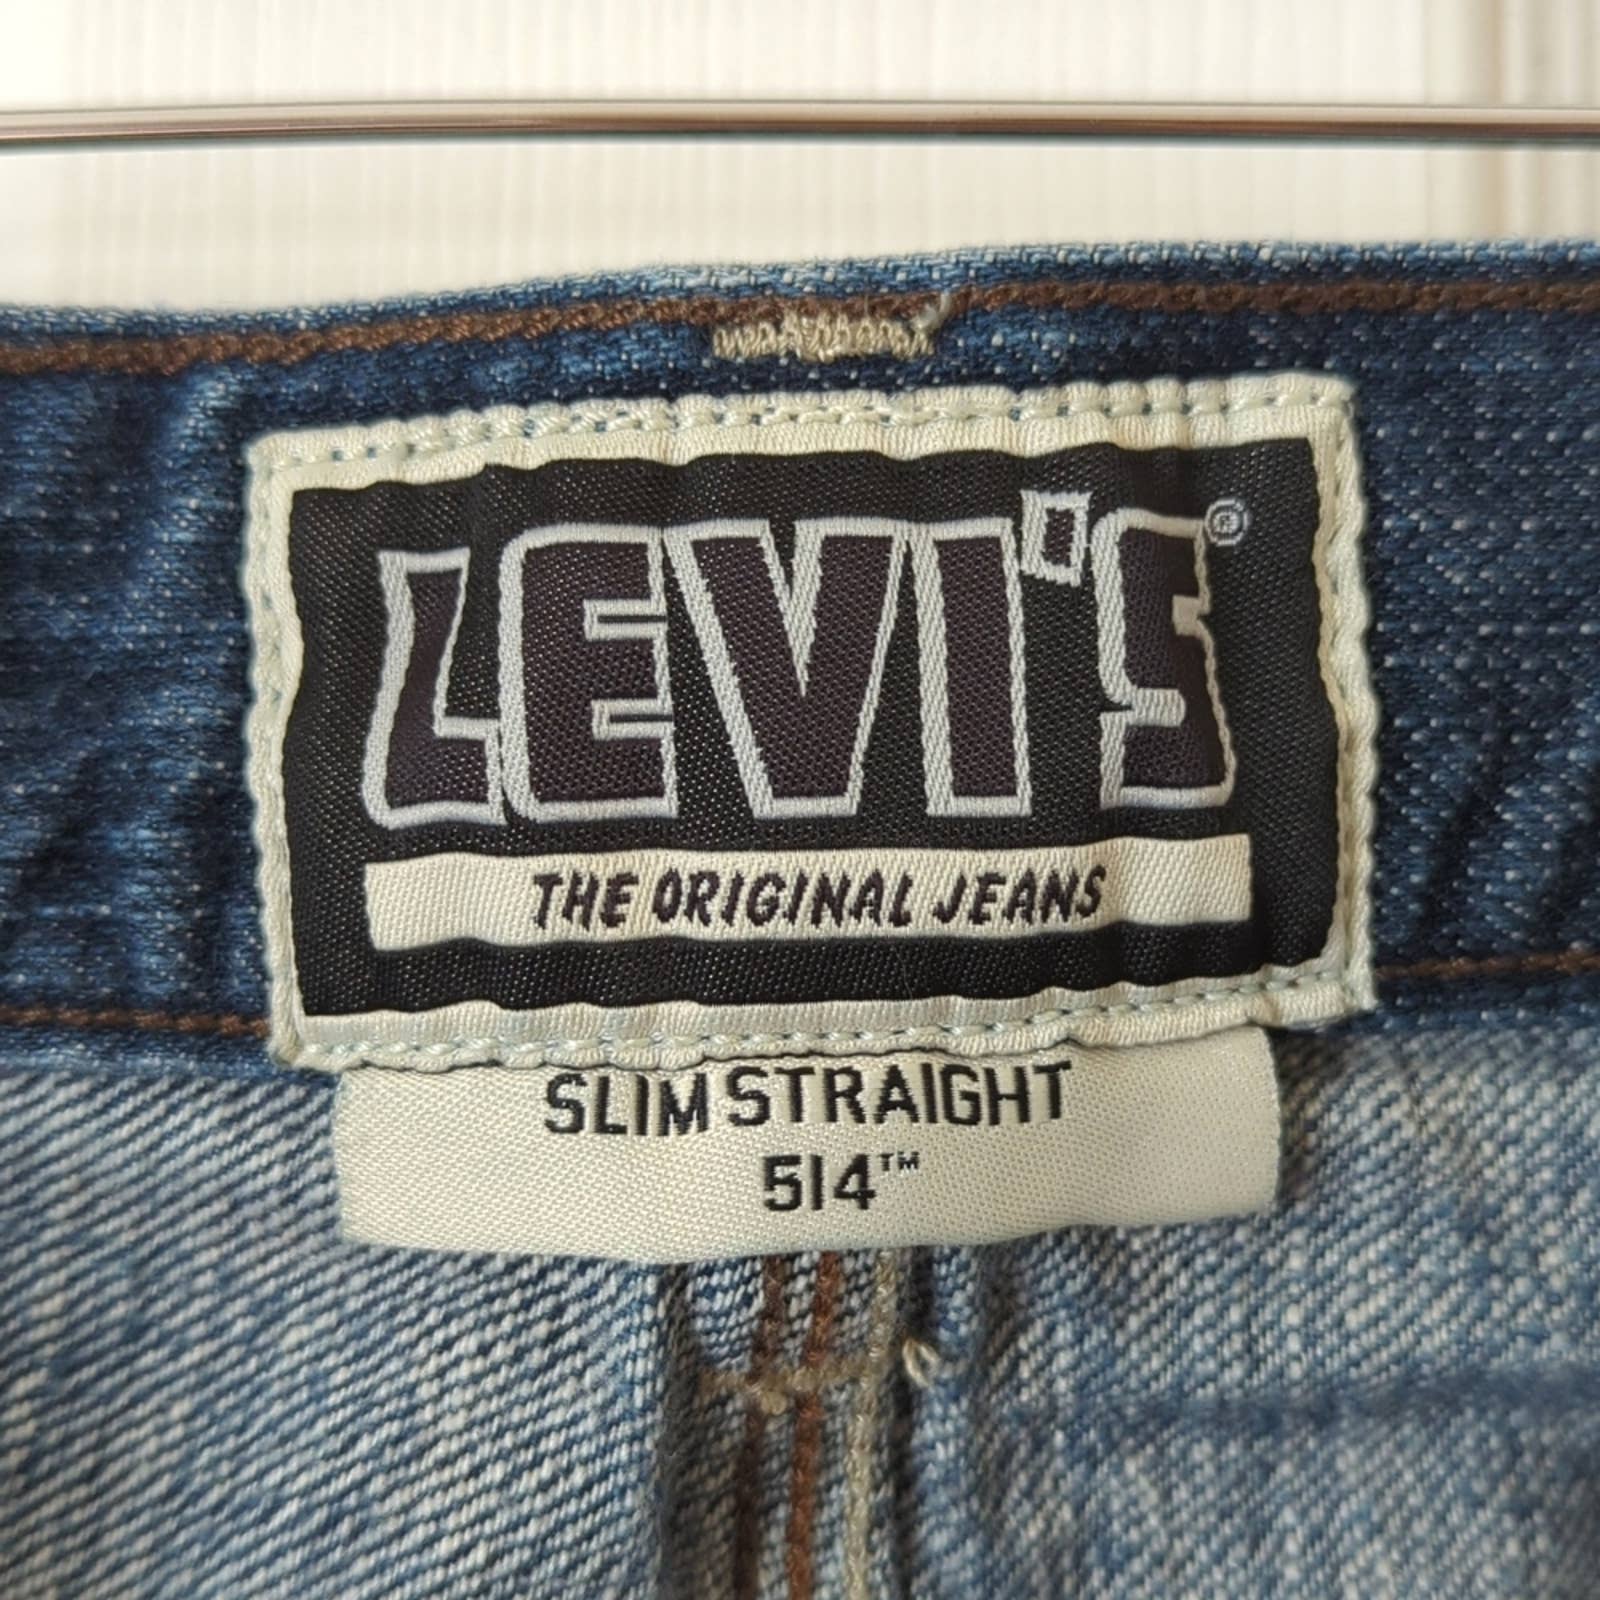 LEVI'S®
THE ORIGINAL JEANS
SLIM STRAIGHT
514™